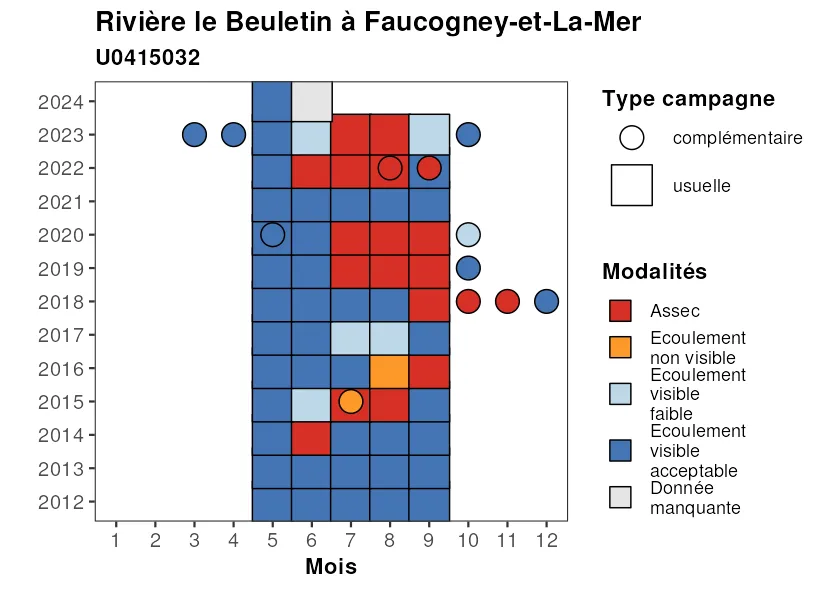 Rivière le Beuletin à Faucogney-et-La-Mer
U0415032
2024
2023
2022
2021
2020
2019
2018
2017
2016
2015
2014
2013
2012
1 2 3 4 5 6 7 8 9 10 11 12
Mois
Type campagne
complémentaire
usuelle
Modalités
Assec
Ecoulement
non visible
Ecoulement
visible
faible
Ecoulement
visible
acceptable
Donnée
manquante